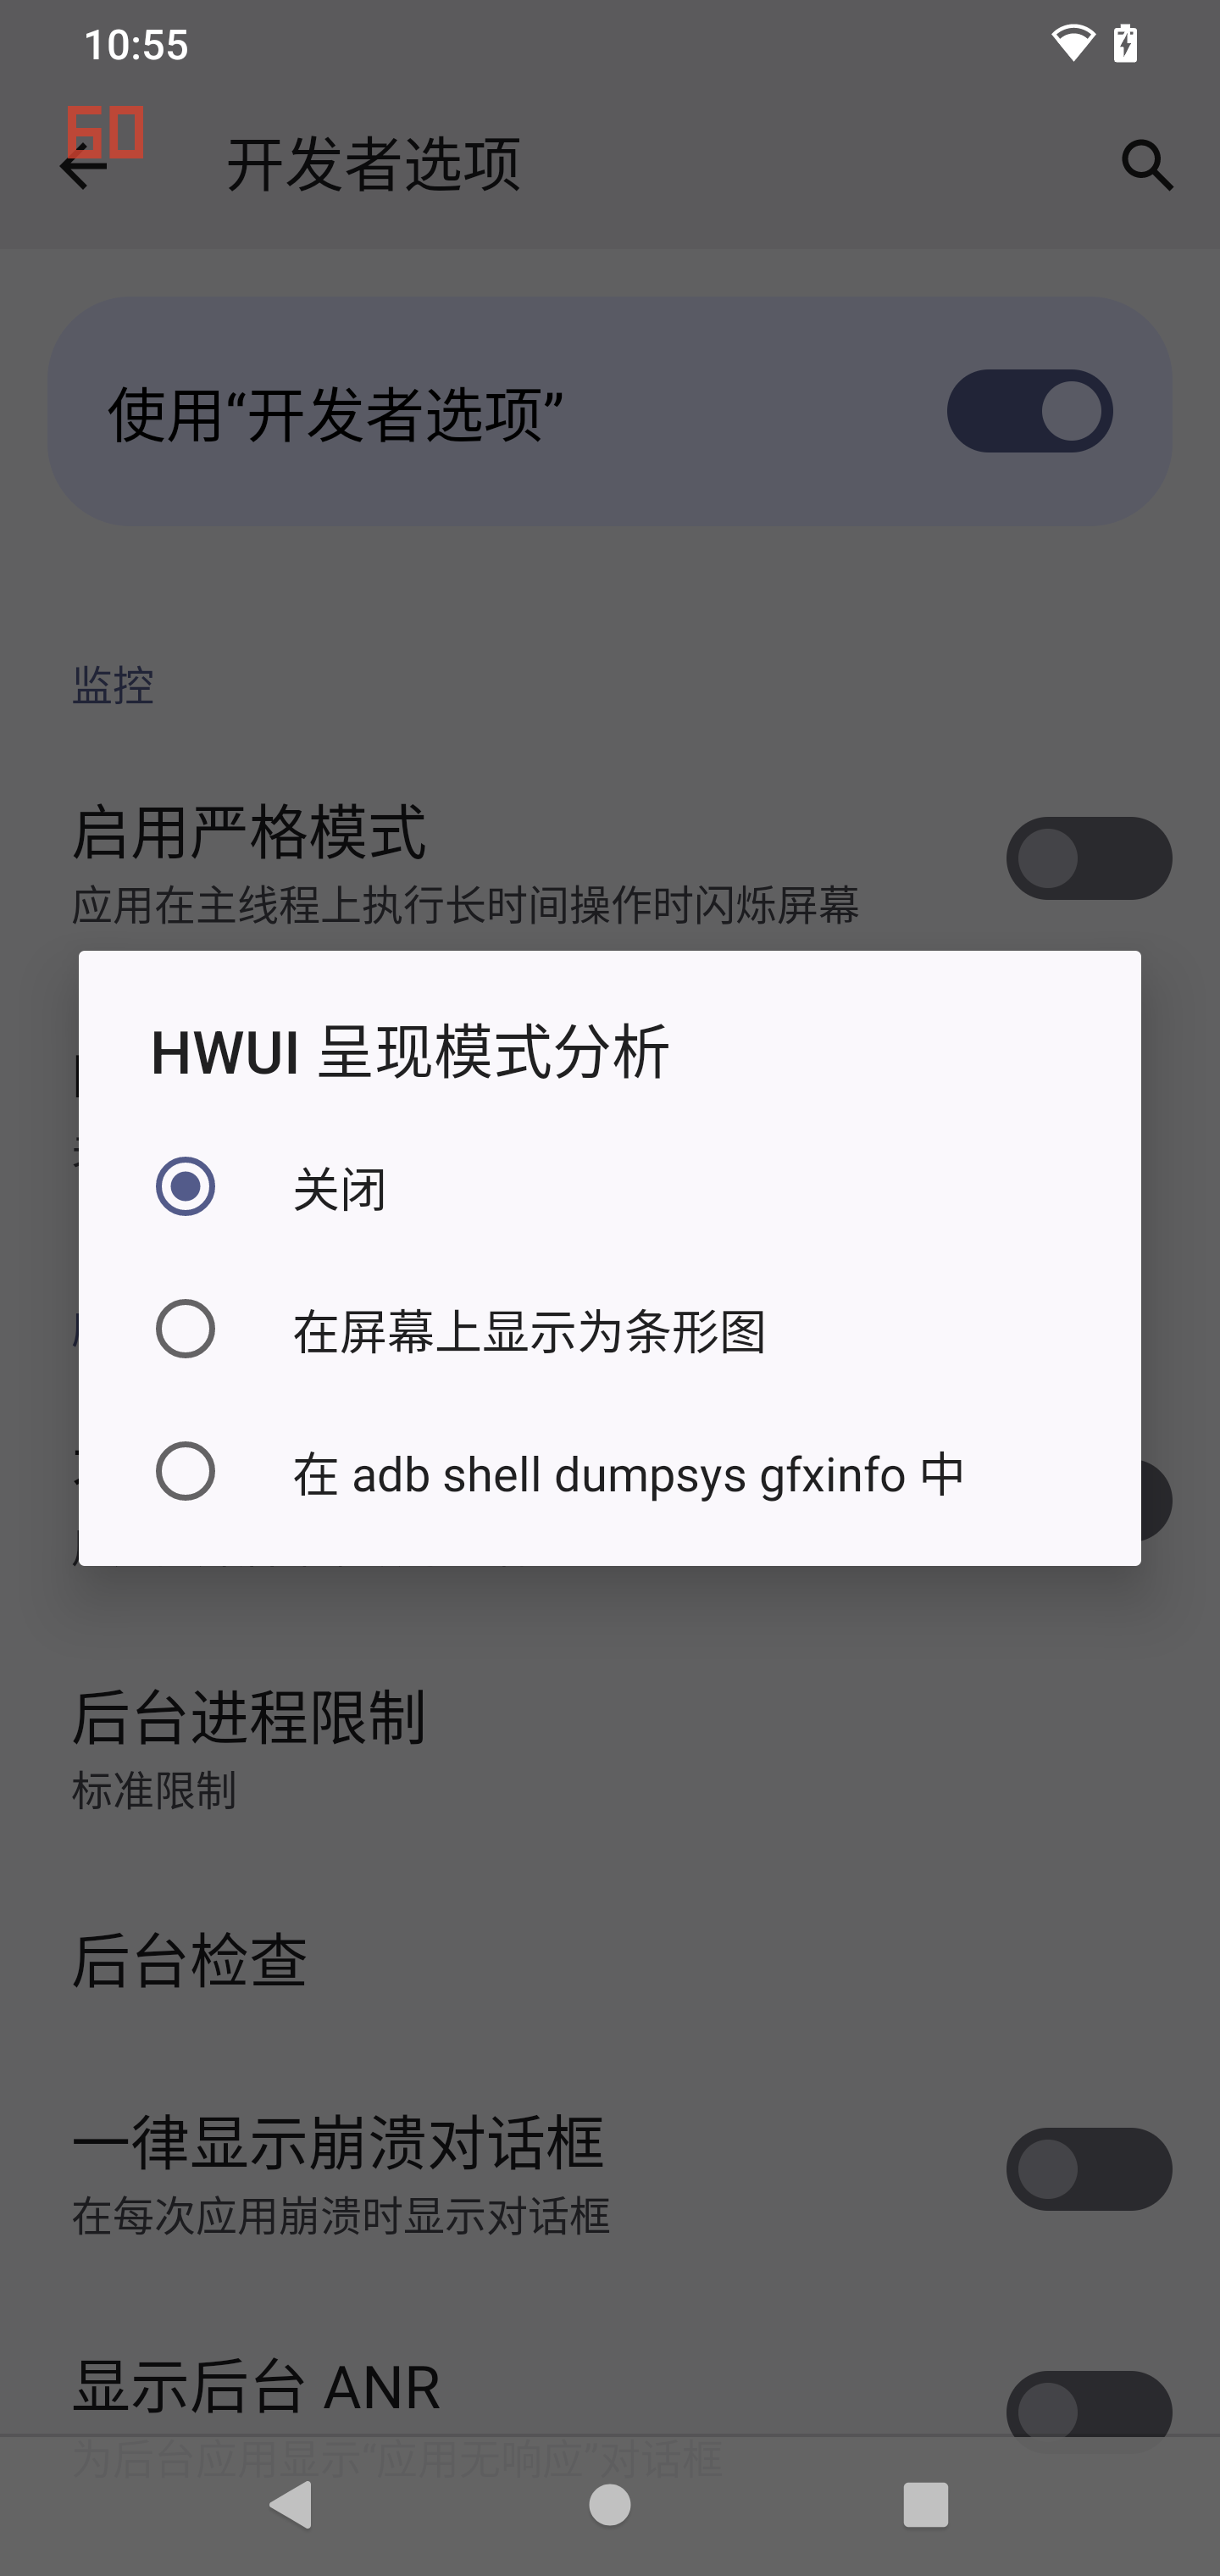 10:55
60
开发者选项
使用“开发者选项”
监控
启用严格模式
应用在主线程上执行长时间操作时闪烁屏幕
HWUI 呈现模式分析
关闭
在屏幕上显示为条形图
在 adb shell dumpsys gfxinfo 中
后台进程限制
标准限制
后台检查
一律显示崩溃对话框
在每次应用崩溃时显示对话框
显示后台 ANR
为后台应用显示“应用无响应”对话框